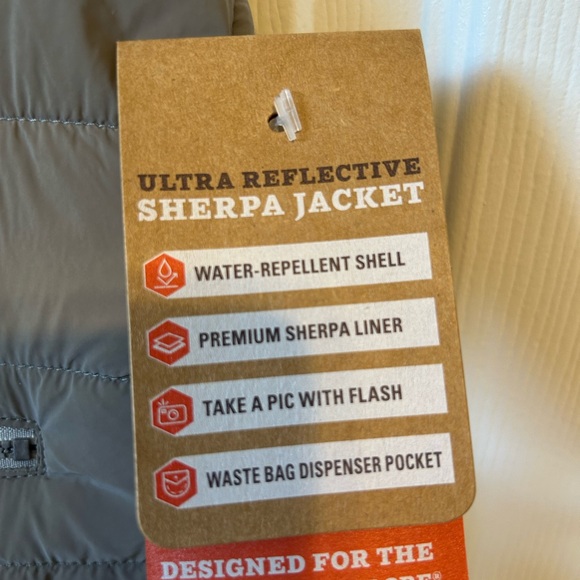 ULTRA REFLECTIVE
SHERPA JACKET
WATER-REPELLENT SHELL
PREMIUM SHERPA LINER
TAKE A PIC WITH FLASH
WASTE BAG DISPENSER POCKET
DESIGNED FOR THE